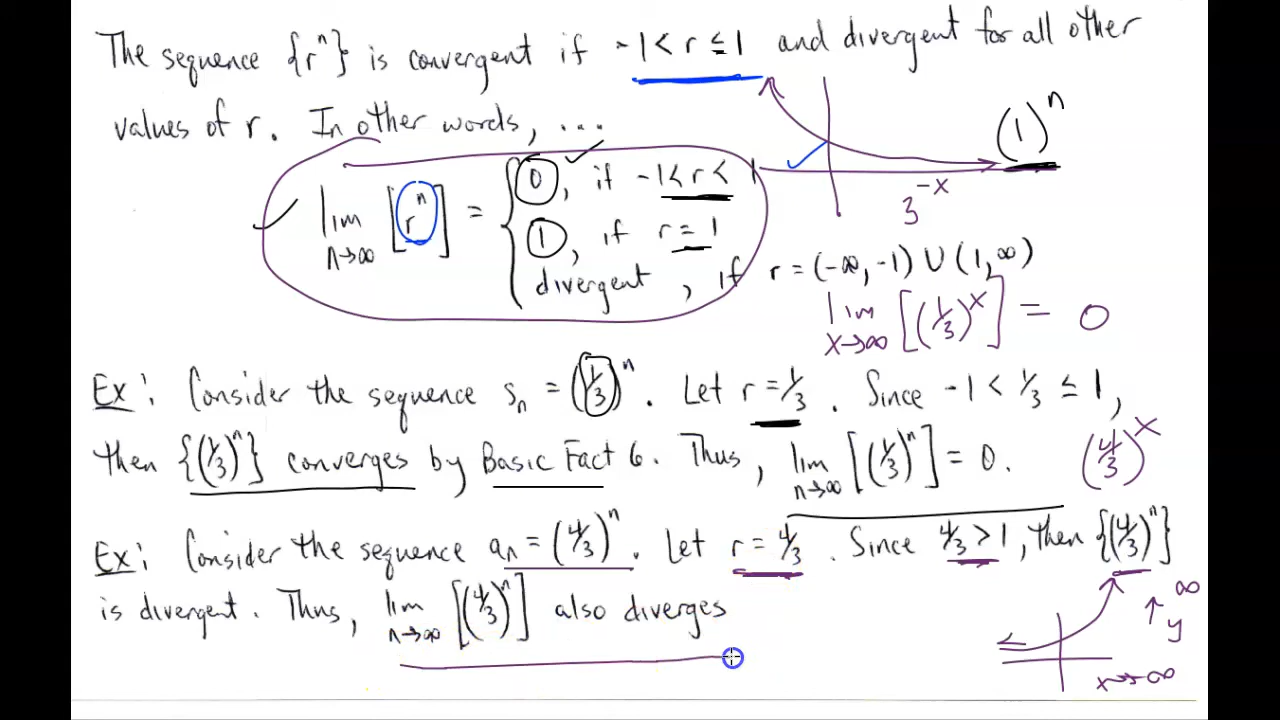 The sequence {rⁿ} is convergent if -1 < r ≤ 1 and divergent for all other
values of r. In other words, ...
(1)ⁿ
lim n→∞ [rⁿ] = { 0, if -1 < r < 1
1, if r = 1
divergent, if r = (-∞, -1) ∪ (1, ∞)
3^(-x)
lim x→∞ [(1/3)^x] = 0
Ex: Consider the sequence sₙ = (1/3)ⁿ. Let r = 1/3. Since -1 < 1/3 ≤ 1,
then {(1/3)ⁿ} converges by Basic Fact 6. Thus, lim n→∞ [(1/3)ⁿ] = 0.
(4/3)^x
Ex: Consider the sequence aₙ = (4/3)ⁿ. Let r = 4/3. Since 4/3 > 1, then {(4/3)ⁿ}
is divergent. Thus, lim n→∞ [(4/3)ⁿ] also diverges
∞
↑ y
x→∞